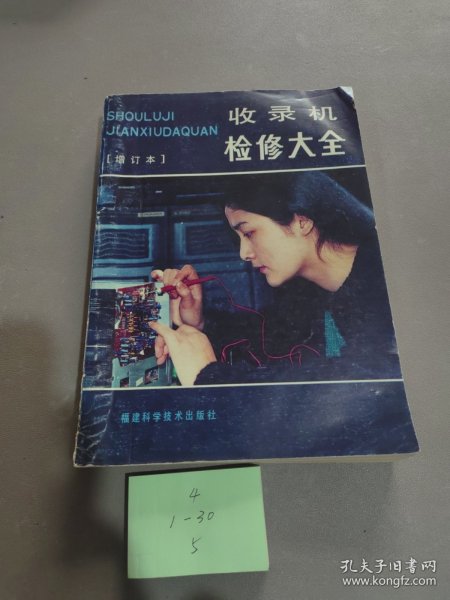 SHOULUJI
JIANXIUDAQUAN
收录机
[增订本]
检修大全
福建科学技术出版社
4
1-30
5
孔夫子旧书网
www.kongfz.com